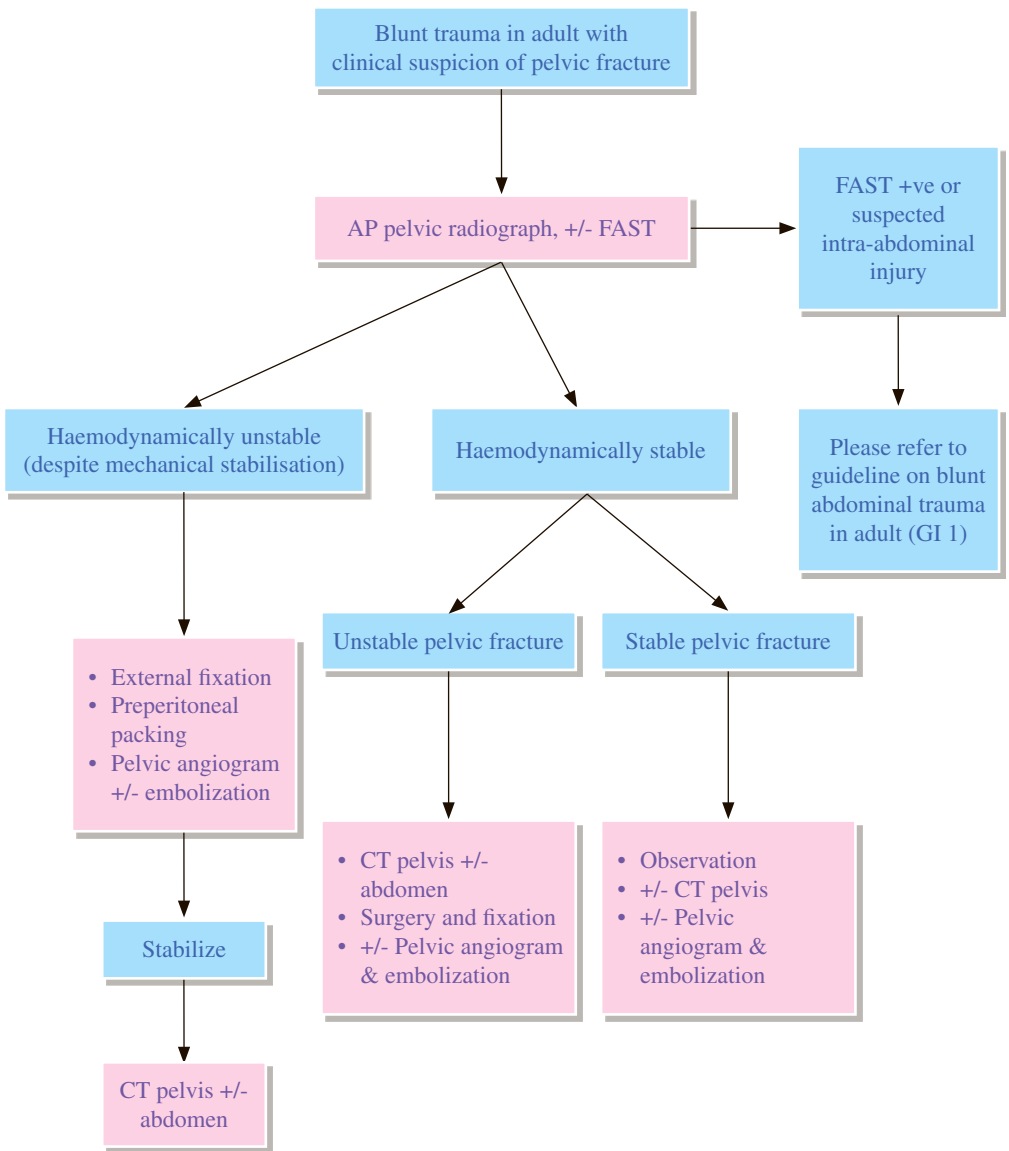 Blunt trauma in adult with
clinical suspicion of pelvic fracture
AP pelvic radiograph, +/- FAST
FAST +ve or
suspected
intra-abdominal
injury
Haemodynamically unstable
(despite mechanical stabilisation)
Haemodynamically stable
Please refer to
guideline on blunt
abdominal trauma
in adult (GI 1)
Unstable pelvic fracture
Stable pelvic fracture
• External fixation
• Preperitoneal
packing
• Pelvic angiogram
+/- embolization
• CT pelvis +/-
abdomen
• Surgery and fixation
• +/- Pelvic angiogram
& embolization
• Observation
• +/- CT pelvis
• +/- Pelvic
angiogram &
embolization
Stabilize
CT pelvis +/-
abdomen